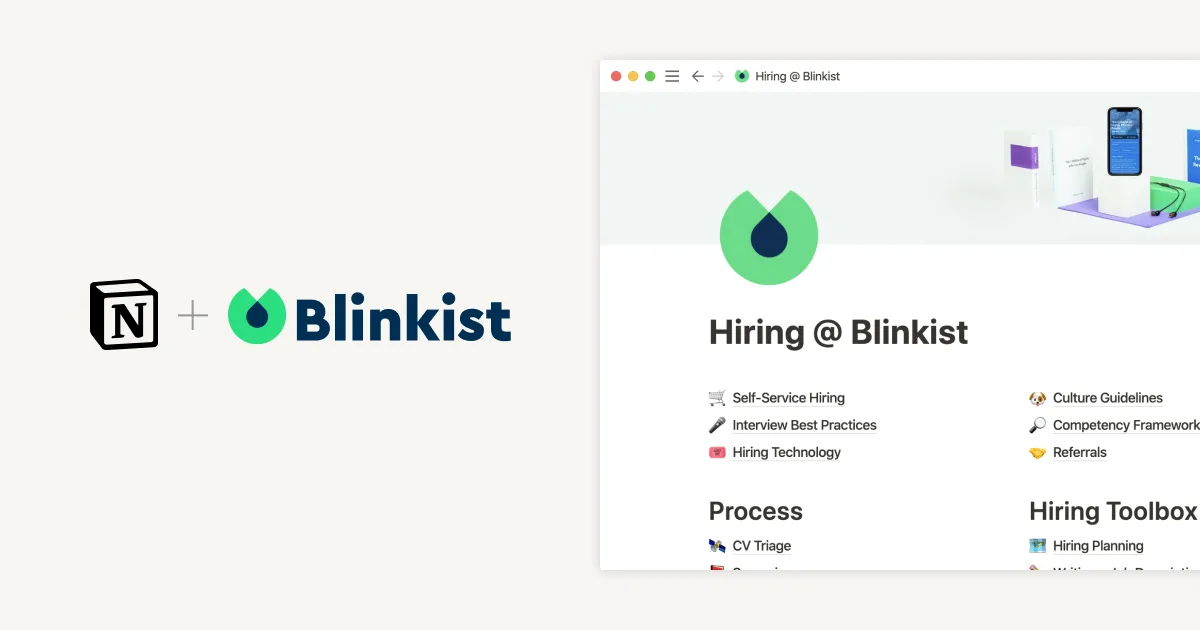 N
Blinkist
Hiring @ Blinkist
Hiring @ Blinkist
Self-Service Hiring
Interview Best Practices
Hiring Technology
Culture Guidelines
Competency Framework
Referrals
Process
CV Triage
Hiring Toolbox
Hiring Planning